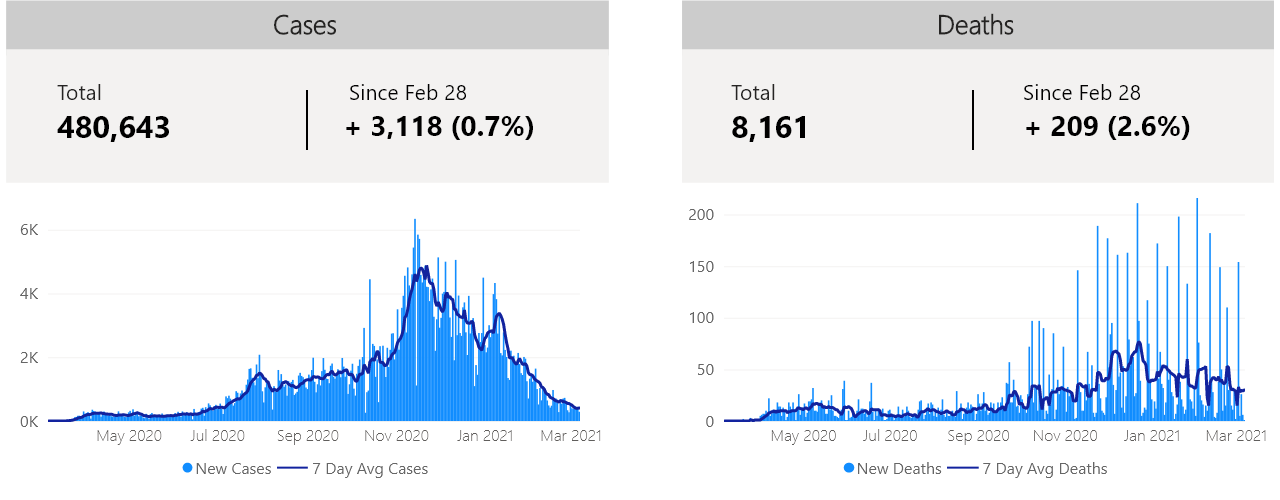 Cases
Total
Since Feb 28
480,643
+ 3,118 (0.7%)
6K
4K
2K
0K
May 2020 Jul 2020 Sep 2020 Nov 2020 Jan 2021 Mar 2021
New Cases 7 Day Avg Cases
Deaths
Total
Since Feb 28
8,161
+ 209 (2.6%)
200
150
100
50
0
May 2020 Jul 2020 Sep 2020 Nov 2020 Jan 2021 Mar 2021
New Deaths 7 Day Avg Deaths